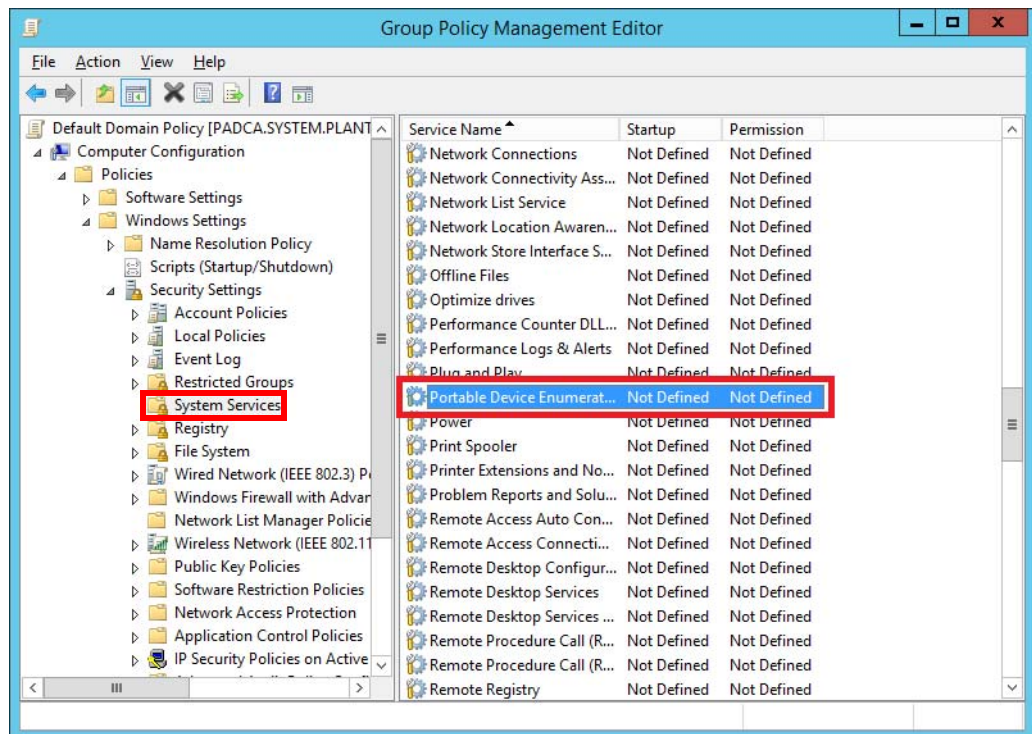 Group Policy Management Editor
File Action View Help
Default Domain Policy [PADCA.SYSTEM.PLANT
Computer Configuration
Policies
Software Settings
Windows Settings
Name Resolution Policy
Scripts (Startup/Shutdown)
Security Settings
Account Policies
Local Policies
Event Log
Restricted Groups
System Services
Registry
File System
Wired Network (IEEE 802.3) P
Windows Firewall with Advar
Network List Manager Policie
Wireless Network (IEEE 802.11
Public Key Policies
Software Restriction Policies
Network Access Protection
Application Control Policies
IP Security Policies on Active
Service Name Startup Permission
Network Connections Not Defined Not Defined
Network Connectivity Ass... Not Defined Not Defined
Network List Service Not Defined Not Defined
Network Location Awaren... Not Defined Not Defined
Network Store Interface S... Not Defined Not Defined
Offline Files Not Defined Not Defined
Optimize drives Not Defined Not Defined
Performance Counter DLL... Not Defined Not Defined
Performance Logs & Alerts Not Defined Not Defined
Plug and Play Not Defined Not Defined
Portable Device Enumerat... Not Defined Not Defined
Power Not Defined Not Defined
Print Spooler Not Defined Not Defined
Printer Extensions and No... Not Defined Not Defined
Problem Reports and Solu... Not Defined Not Defined
Remote Access Auto Con... Not Defined Not Defined
Remote Access Connecti... Not Defined Not Defined
Remote Desktop Configur... Not Defined Not Defined
Remote Desktop Services Not Defined Not Defined
Remote Desktop Services ... Not Defined Not Defined
Remote Procedure Call (R... Not Defined Not Defined
Remote Procedure Call (R... Not Defined Not Defined
Remote Registry Not Defined Not Defined